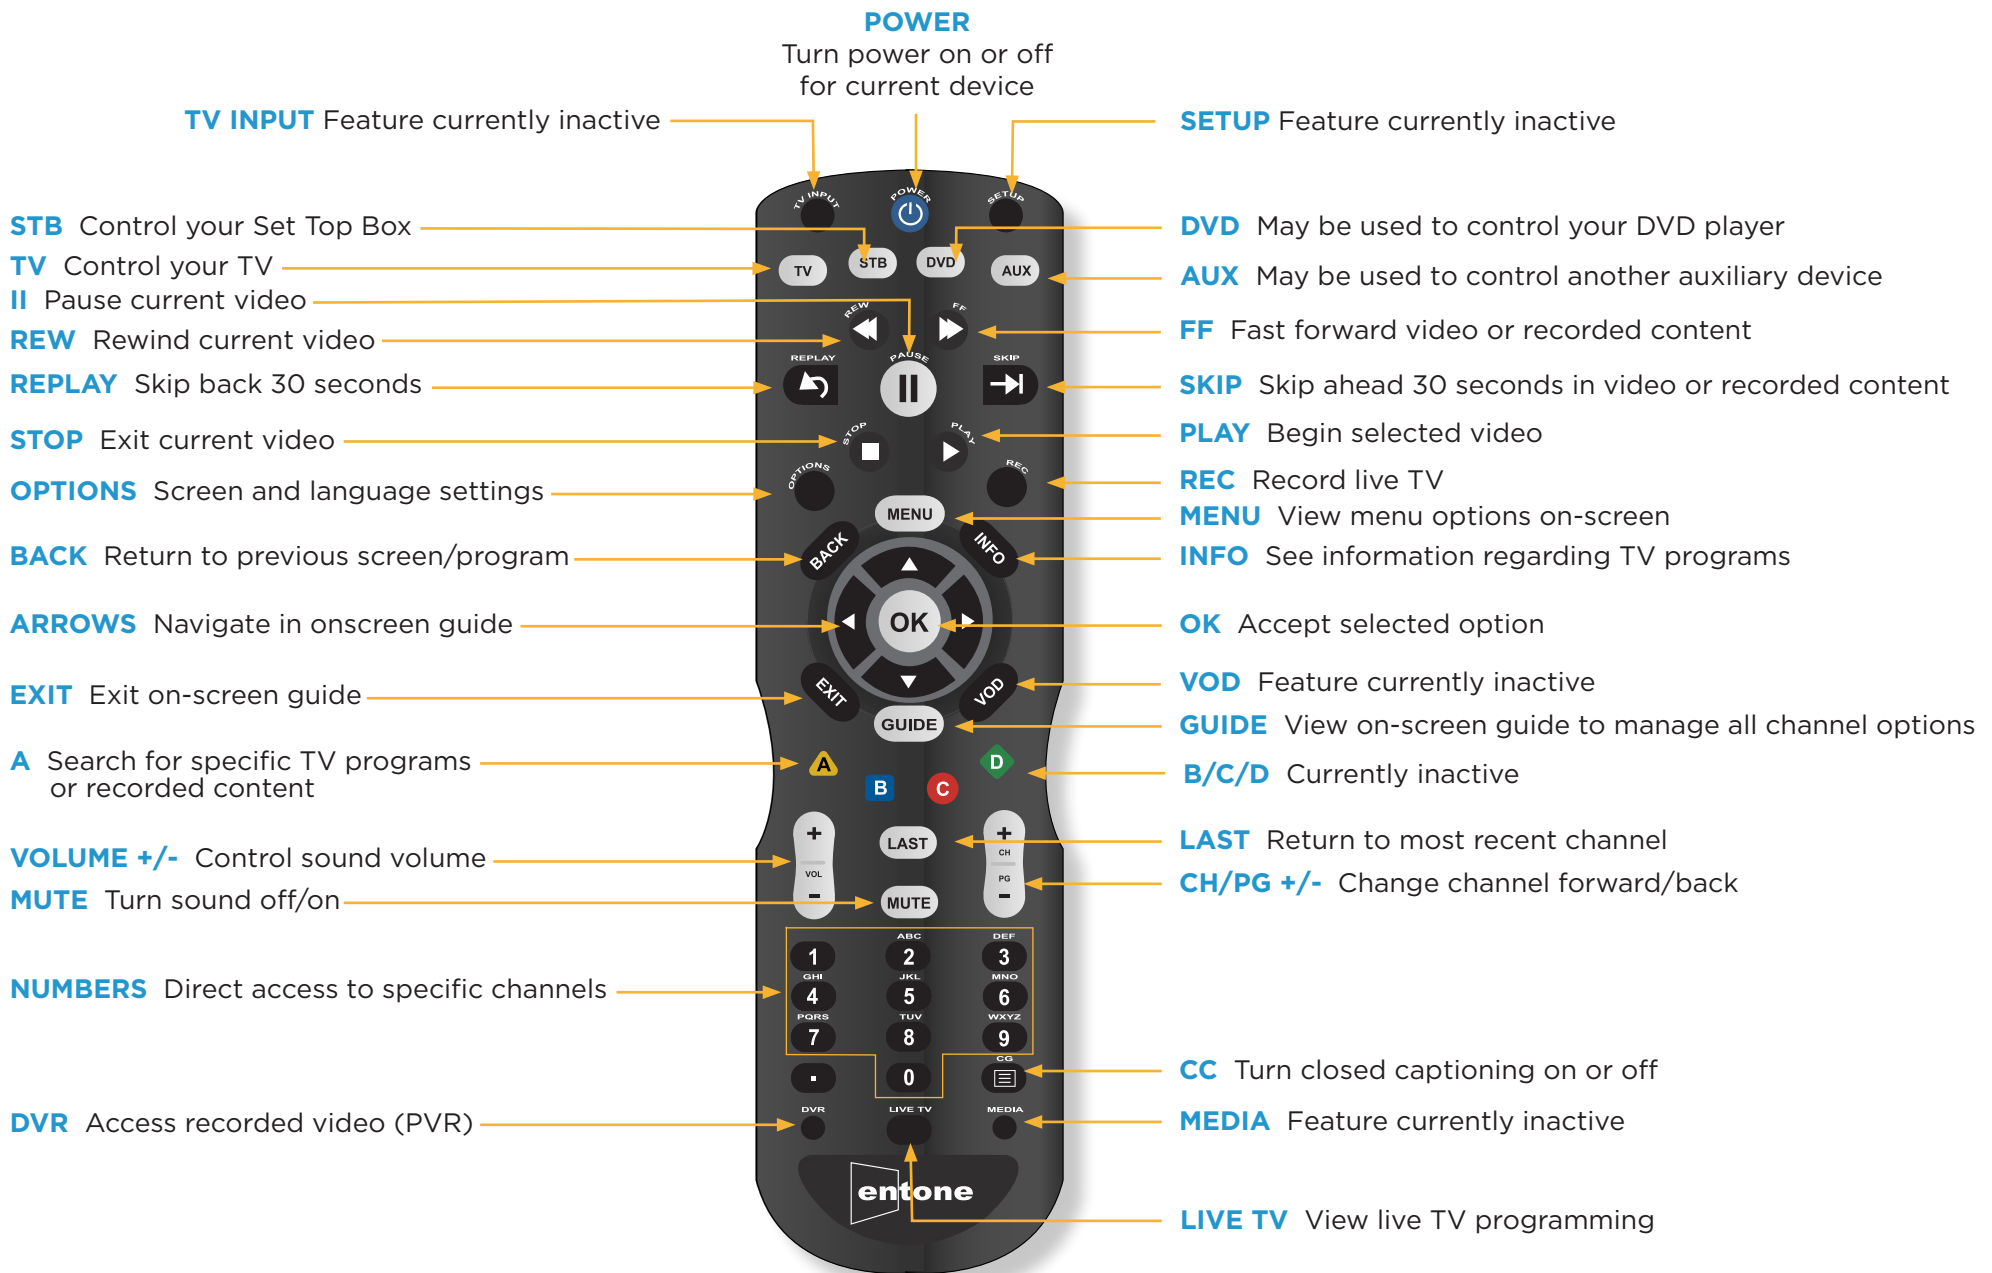 POWER
Turn power on or off
for current device
TV INPUT Feature currently inactive
SETUP Feature currently inactive
STB Control your Set Top Box
TV Control your TV
II Pause current video
REW Rewind current video
REPLAY Skip back 30 seconds
STOP Exit current video
OPTIONS Screen and language settings
BACK Return to previous screen/program
ARROWS Navigate in onscreen guide
EXIT Exit on-screen guide
A Search for specific TV programs
or recorded content
VOLUME +/- Control sound volume
MUTE Turn sound off/on
NUMBERS Direct access to specific channels
DVR Access recorded video (PVR)
TV INPUT
POWER
SETUP
TV
STB
DVD
AUX
REW
FF
REPLAY
PAUSE
SKIP
STOP
PLAY
OPTIONS
REC
MENU
BACK
INFO
OK
EXIT
VOD
GUIDE
A
B
C
D
+
VOL
-
LAST
MUTE
+
CH
PG
-
1
ABC
2
DEF
3
GHI
4
JKL
5
MNO
6
PQRS
7
TUV
8
WXYZ
9
.
0
CG
DVR
LIVE TV
MEDIA
entone
DVD May be used to control your DVD player
AUX May be used to control another auxiliary device
FF Fast forward video or recorded content
SKIP Skip ahead 30 seconds in video or recorded content
PLAY Begin selected video
REC Record live TV
MENU View menu options on-screen
INFO See information regarding TV programs
OK Accept selected option
VOD Feature currently inactive
GUIDE View on-screen guide to manage all channel options
B/C/D Currently inactive
LAST Return to most recent channel
CH/PG +/- Change channel forward/back
CC Turn closed captioning on or off
MEDIA Feature currently inactive
LIVE TV View live TV programming